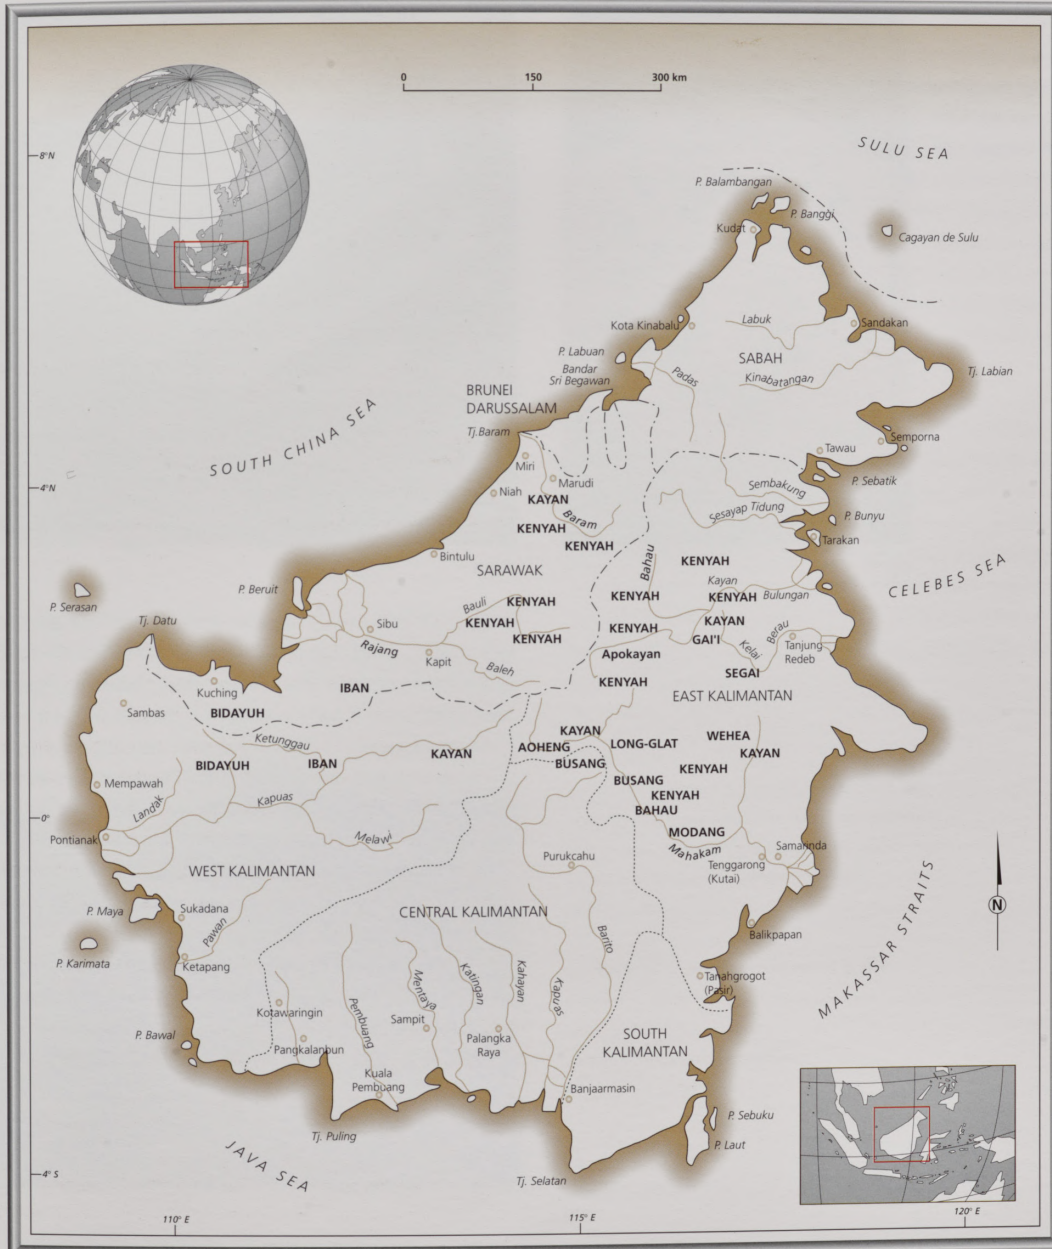 0 150 300 km
8° N
SULU SEA
P. Balambangan
P. Banggi
Kudat
Cagayan de Sulu
Kota Kinabalu
Labuk
Sandakan
P. Labuan
SABAH
Bandar
Sri Begawan
Padas
Kinabatangan
Tj. Labian
BRUNEI
DARUSSALAM
SOUTH CHINA SEA
Tj.Baram
Semporna
Miri
Tawau
Marudi
P. Sebatik
4° N
Niah
Sembakung
KAYAN
Baram
Sesayap Tidung
P. Bunyu
KENYAH
Tarakan
KENYAH
Bintulu
Bahau
KENYAH
SARAWAK
CELEBES SEA
P. Beruit
Kayan
P. Serasan
Bauli
KENYAH
KENYAH
KENYAH
Bulungan
Tj. Datu
Sibu
KENYAH
KENYAH
KAYAN
Berau
KENYAH
GAI'I
Rajang
Apokayan
Kelai
Tanjung
Redeb
Kapit
Baleh
SEGAI
KENYAH
Kuching
IBAN
EAST KALIMANTAN
Sambas
BIDAYUH
KAYAN
WEHEA
Ketunggau
AOHENG
LONG-GLAT
KAYAN
KAYAN
BIDAYUH
IBAN
BUSANG
KENYAH
Mempawah
BUSANG
Landak
Kapuas
KENYAH
BAHAU
0°
Pontianak
Melawi
MODANG
Mahakam
Samarinda
Purukcahu
Tenggarong
(Kutai)
WEST KALIMANTAN
MAKASSAR STRAITS
N
P. Maya
Sukadana
CENTRAL KALIMANTAN
Pawan
Barito
Balikpapan
P. Karimata
Ketapang
Mentaya
Katingan
Kahayan
Kapuas
Tanahgrogot
(Pasir)
Kotawaringin
Pembuang
Sampit
P. Bawal
Palangka
Raya
SOUTH
KALIMANTAN
Pangkalanbun
Kuala
Pembuang
Banjaarmasin
P. Sebuku
Tj. Puling
P. Laut
JAVA SEA
4° S
Tj. Selatan
110° E
115° E
120° E